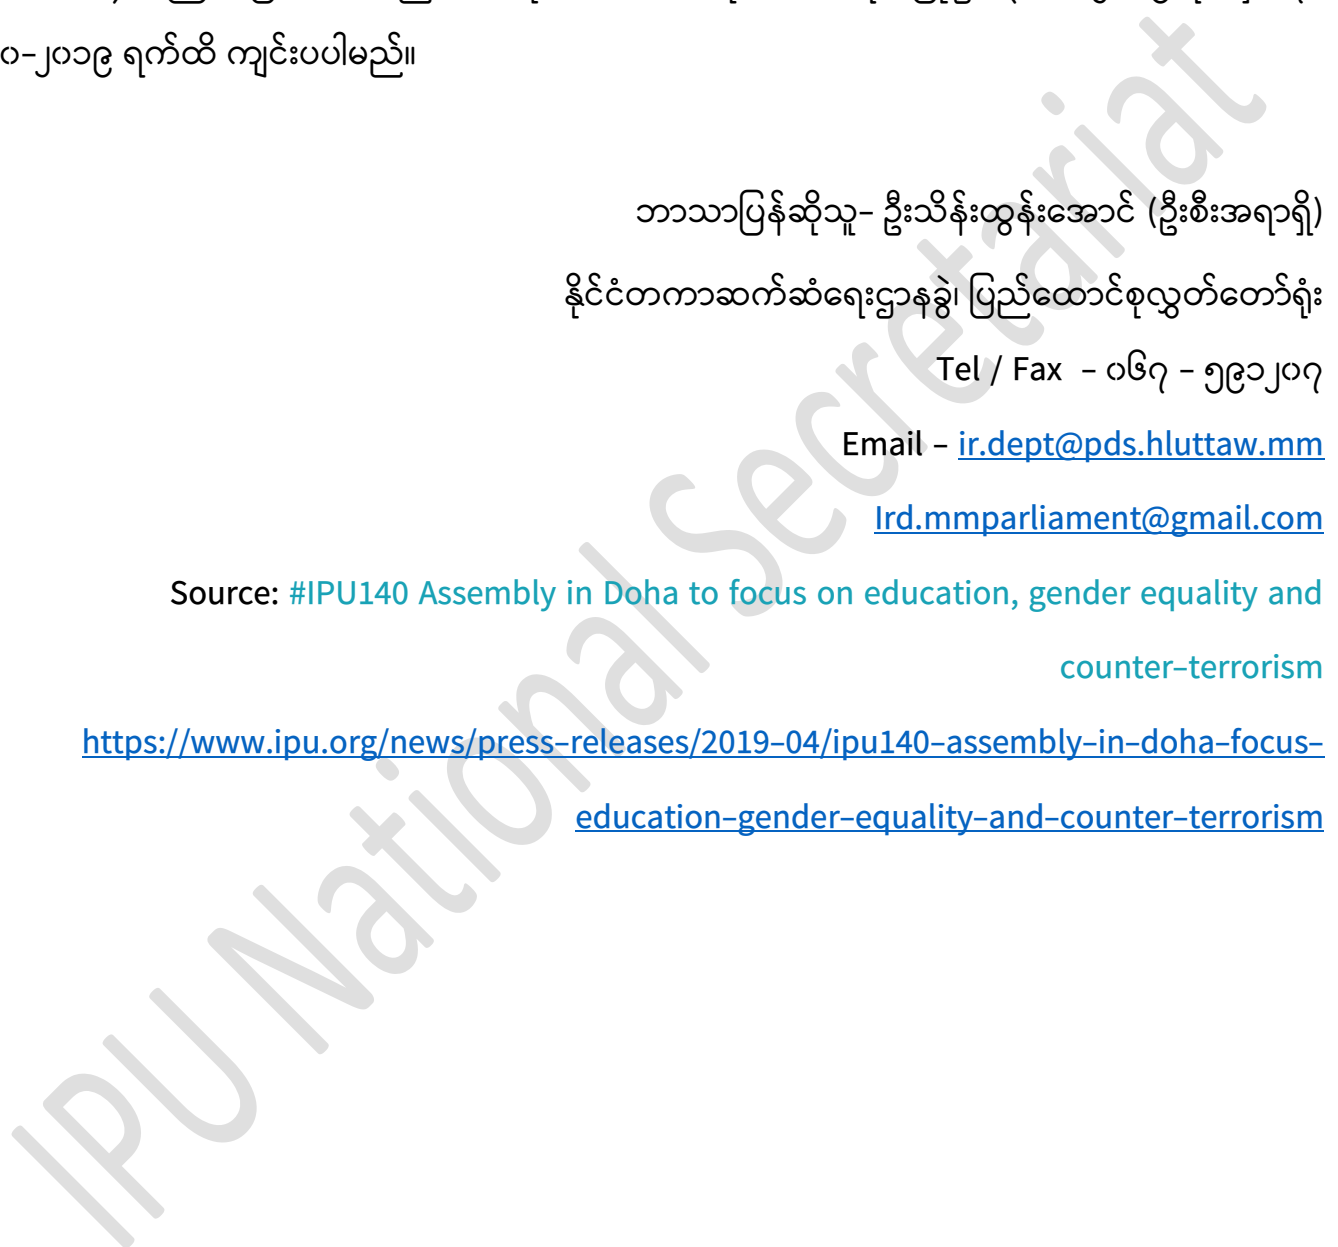 ၀-၂၀၁၉ ရက်ထိ ကျင်းပပါမည်။
ဘာသာပြန်ဆိုသူ- ဦးသိန်းထွန်းအောင် (ဦးစီးအရာရှိ)
နိုင်ငံတကာဆက်ဆံရေးဌာနခွဲ၊ ပြည်ထောင်စုလွှတ်တော်ရုံး
Tel / Fax - ၀၆၇ - ၅၉၁၂၀၇
Email - ir.dept@pds.hluttaw.mm
Ird.mmparliament@gmail.com
Source: #IPU140 Assembly in Doha to focus on education, gender equality and
counter-terrorism
https://www.ipu.org/news/press-releases/2019-04/ipu140-assembly-in-doha-focus-
education-gender-equality-and-counter-terrorism
IPU National Secretariat